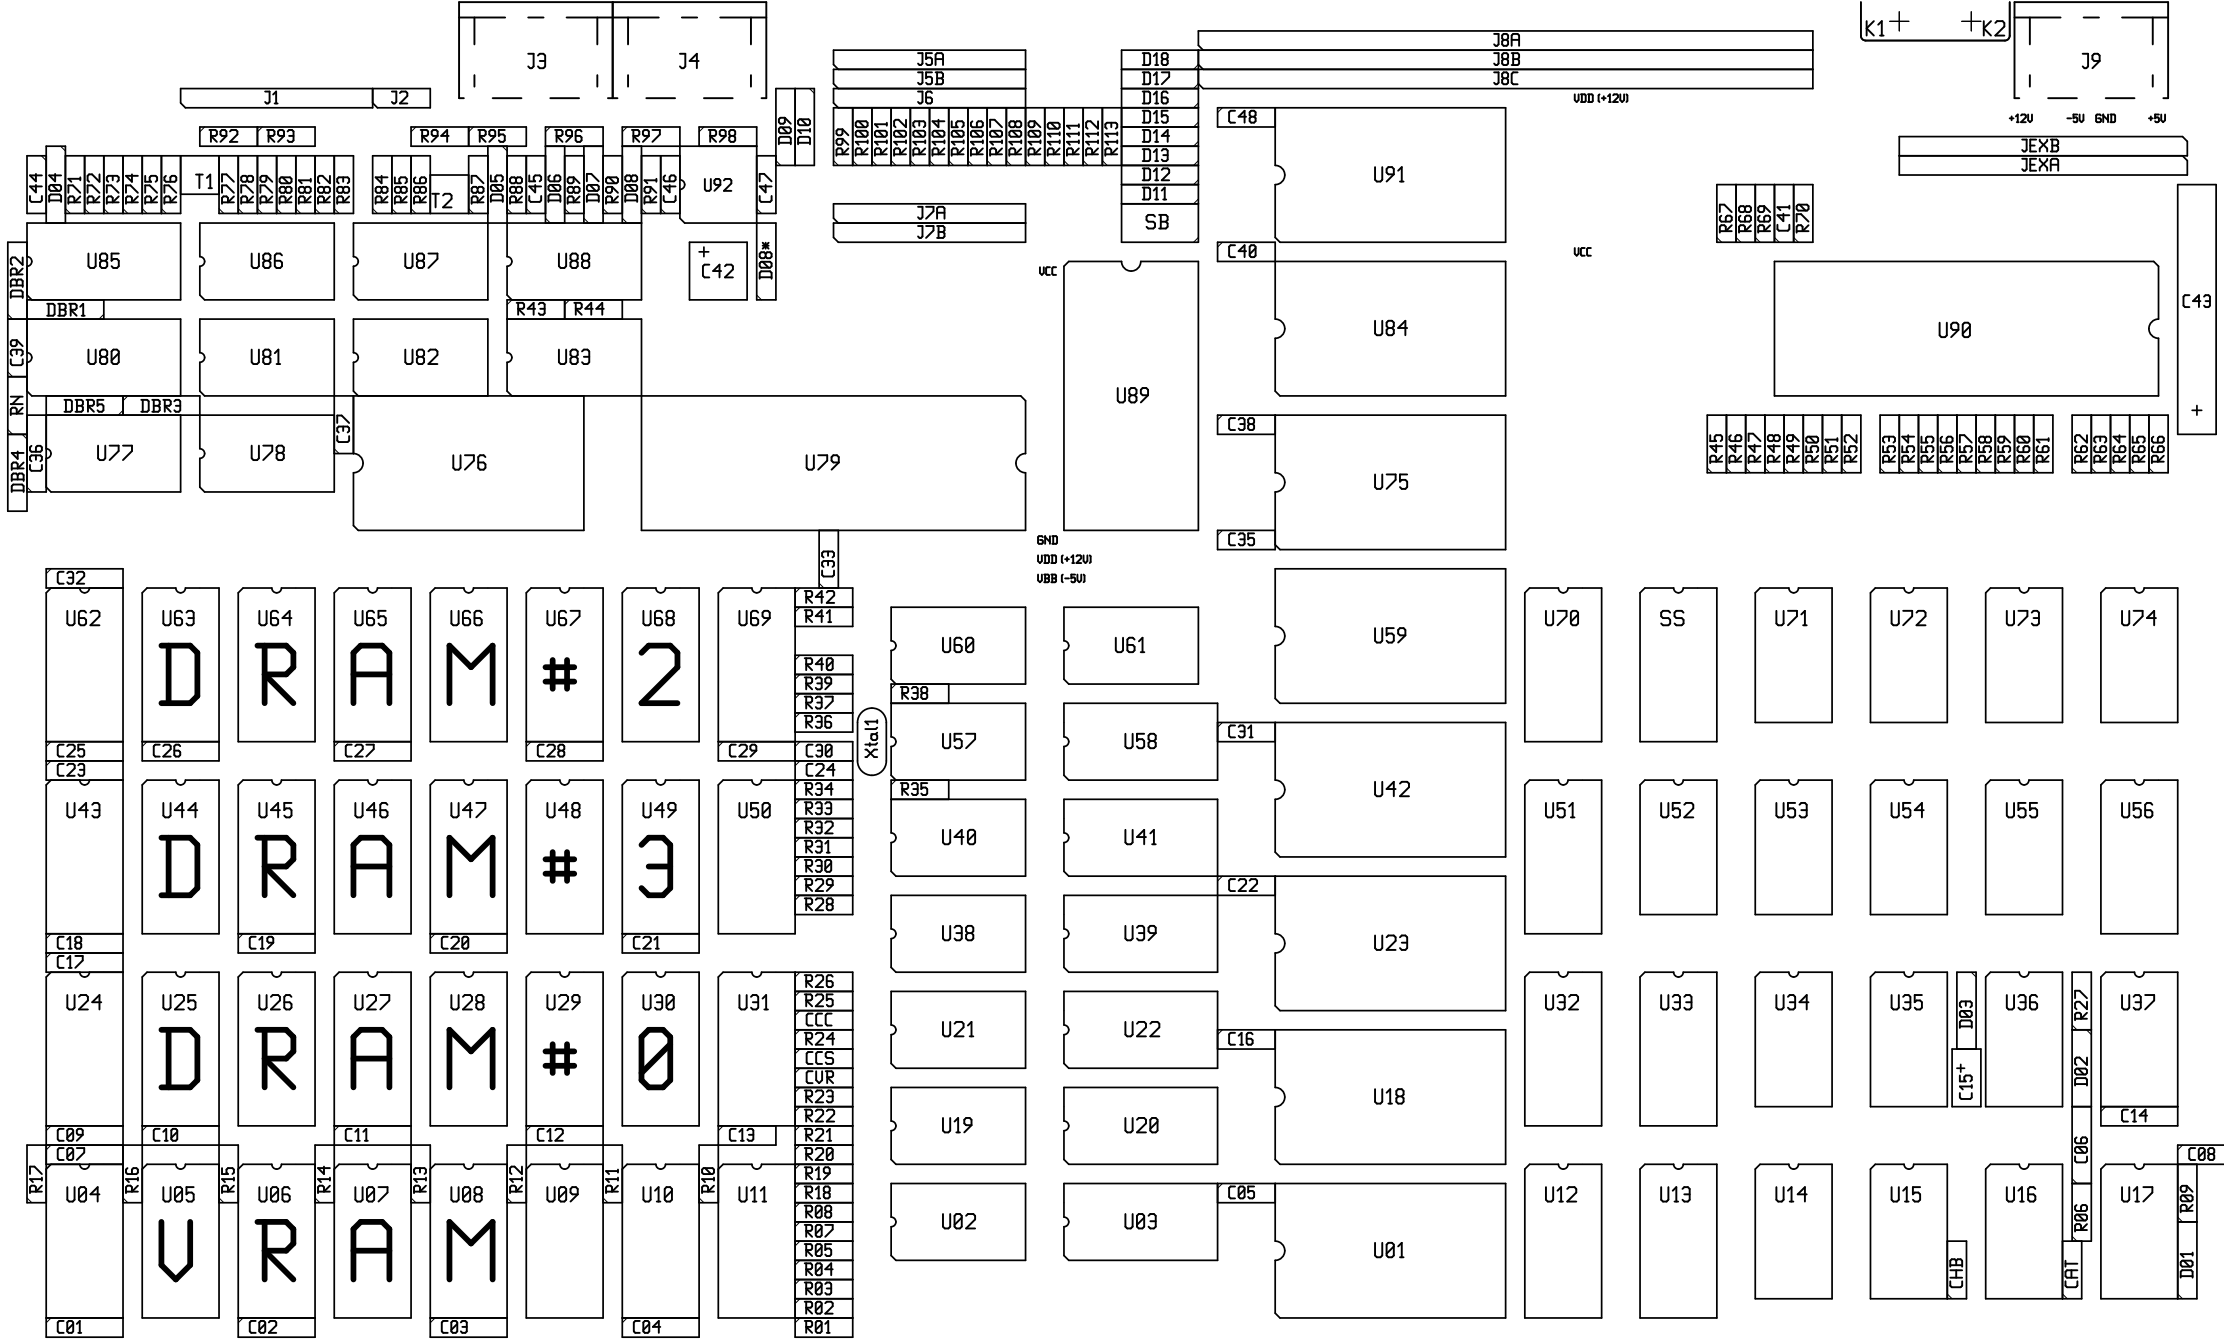 J3 J4 J8A K1 K2
J5A D18 J8B J9
J5B D17 J8C
J1 J2 J6 D16 VDD (+12V)
D09 D10 R99 R100 R101 R102 R103 R104 R105 R106 R107 R108 R109 R110 R111 R112 R113 D15 C48 +12V -5V GND +5V
R92 R93 R94 R95 R96 R97 R98 D14
D13 JEXB
JEXA
C44 D04 R71 R72 R73 R74 R75 R76 T1 R77 R78 R79 R80 R81 R82 R83 R84 R85 R86 T2 R87 D05 R88 C45 D06 R89 D07 R90 D08 R91 C46 U92 C47 D12 U91
D11
J7A SB R67 R68 R69 C41 R70
J7B
DBR2 U85 U86 U87 U88 + C42 D08* VCC C40 VCC
DBR1 R43 R44 C43
C39 U80 U81 U82 U83 U84 U90
U89
RN DBR5 DBR3 +
DBR4 C36 U77 U78 C37 U76 U79 C38 U75 R45 R46 R47 R48 R49 R50 R51 R52 R53 R54 R55 R56 R57 R58 R59 R60 R61 R62 R63 R64 R65 R66
GND C35
C33 VDD (+12V)
C32 VBB (-5V)
R42
U62 U63 U64 U65 U66 U67 U68 U69 R41 U70 SS U71 U72 U73 U74
U60 U61 U59
DRAM#2
R40
R39
R38
R37
R36
Xtal1 U57 U58 C31
C25 C26 C27 C28 C29 C30
C23 C24
R35 R34 U42
U43 U44 U45 U46 U47 U48 U49 U50 R33 U51 U52 U53 U54 U55 U56
R32
U40 U41
R31
DRAM#3
R30
R29 C22
R28
U38 U39
C18 C19 C20 C21 U23
C17
R26
U24 U25 U26 U27 U28 U29 U30 U31 R25 U32 U33 U34 U35 D03 U36 R27 U37
CCC
U21 U22
R24 C16
DRAM#0
CCS
CVR D02 C15+
R23 U18
R22 C14
U19 U20
C09 C10 C11 C12 C13 R21
C07 R20 C06 C08
R17 R16 R15 R14 R13 R12 R11 R10 R19
U04 U05 U06 U07 U08 U09 U10 U11 R18 C05 U12 U13 U14 U15 U16 U17 R09
R08 R06
U02 U03
R07
VRAM
R05 U01
R04 CHB CAT D01
R03
R02
C01 C02 C03 C04 R01